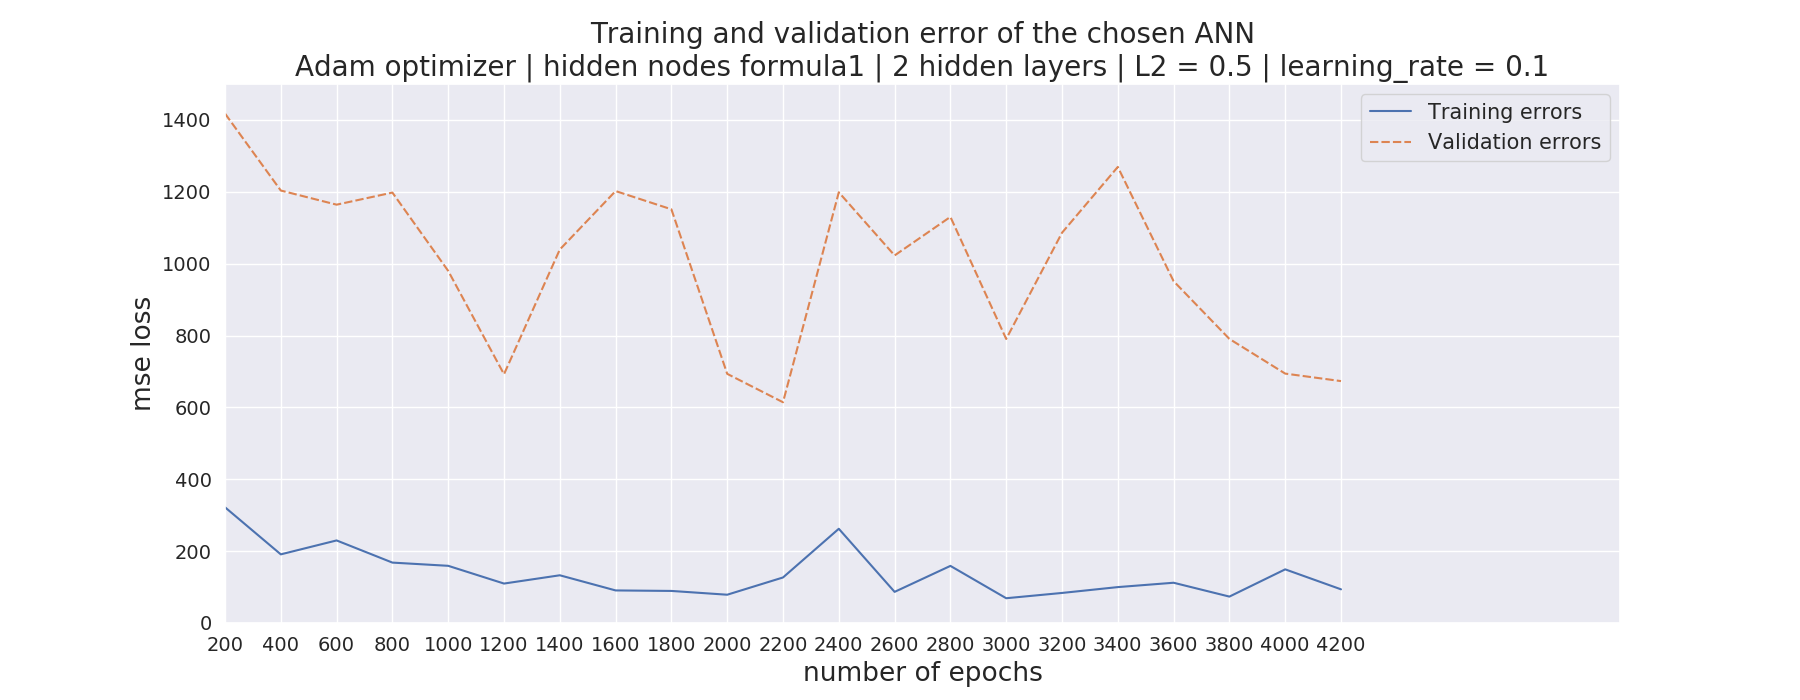 Training and validation error of the chosen ANN
Adam optimizer | hidden nodes formula1 | 2 hidden layers | L2 = 0.5 | learning_rate = 0.1
Training errors
Validation errors
1400
1200
1000
800
600
400
200
0
mse loss
200 400 600 800 1000 1200 1400 1600 1800 2000 2200 2400 2600 2800 3000 3200 3400 3600 3800 4000 4200
number of epochs